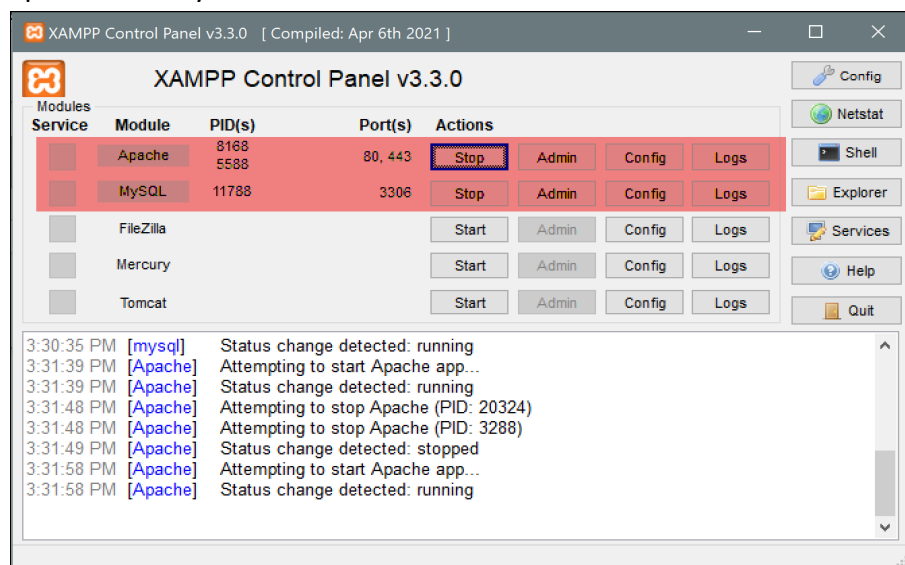 XAMPP Control Panel v3.3.0 [ Compiled: Apr 6th 2021 ]
XAMPP Control Panel v3.3.0
Config
Modules
Service Module PID(s) Port(s) Actions
Netstat
Apache 8168 5588 80, 443 Stop Admin Config Logs
Shell
MySQL 11788 3306 Stop Admin Config Logs
Explorer
FileZilla Start Admin Config Logs
Services
Mercury Start Admin Config Logs
Help
Tomcat Start Admin Config Logs
Quit
3:30:35 PM [mysql] Status change detected: running
3:31:39 PM [Apache] Attempting to start Apache app...
3:31:39 PM [Apache] Status change detected: running
3:31:48 PM [Apache] Attempting to stop Apache (PID: 20324)
3:31:48 PM [Apache] Attempting to stop Apache (PID: 3288)
3:31:49 PM [Apache] Status change detected: stopped
3:31:58 PM [Apache] Attempting to start Apache app...
3:31:58 PM [Apache] Status change detected: running